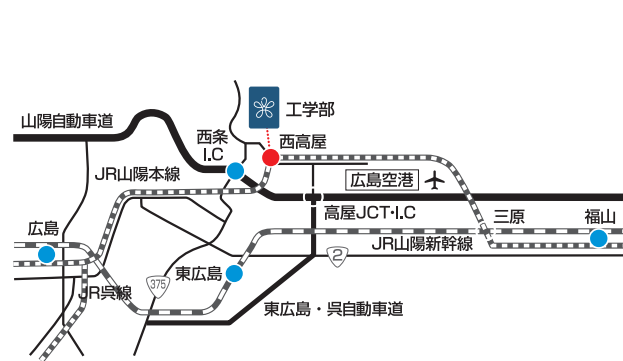 工学部
山陽自動車道
西条
I.C
西高屋
JR山陽本線
広島空港
高屋JCT・I.C
三原
福山
広島
JR山陽新幹線
2
東広島
375
JR呉線
東広島・呉自動車道